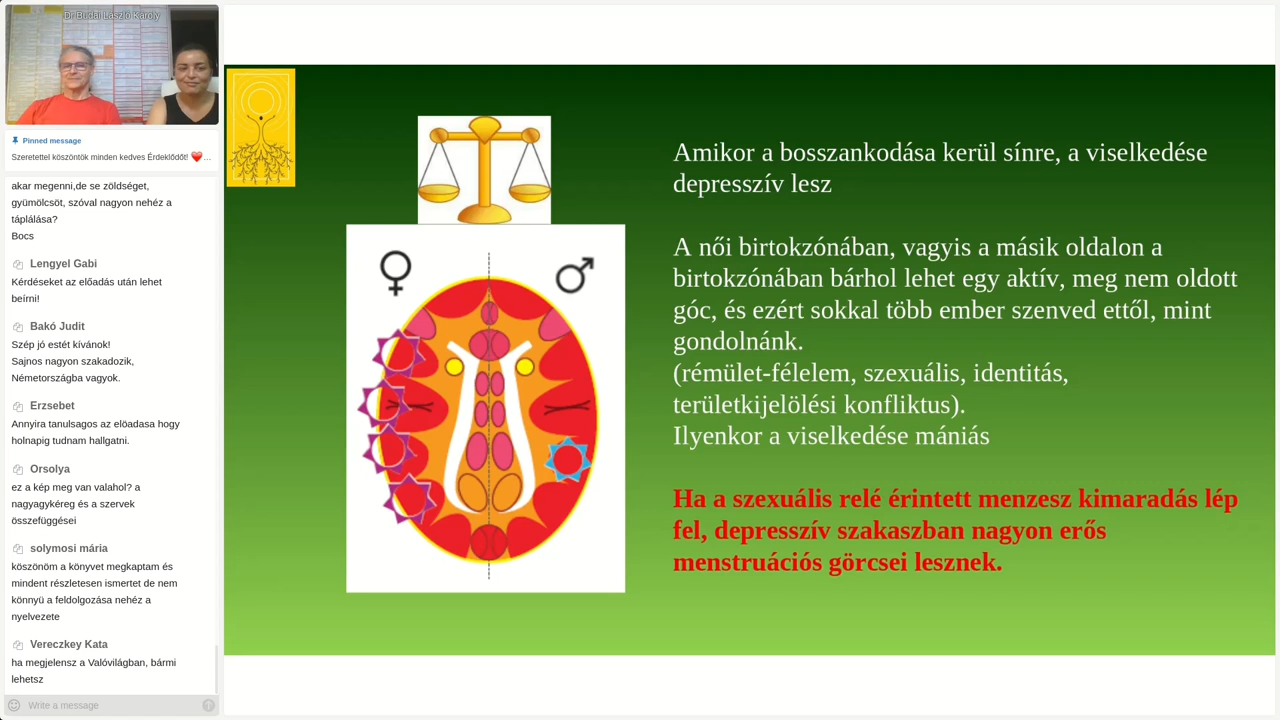 Dr Budai László Károly
Pinned message
Szeretettel köszöntök minden kedves Érdeklődőt! ❤️...
akar megenni,de se zöldséget,
gyümölcsöt, szóval nagyon nehéz a
táplálása?
Bocs
Lengyel Gabi
Kérdéseket az előadás után lehet
beírni!
Bakó Judit
Szép jó estét kívánok!
Sajnos nagyon szakadozik,
Németországba vagyok.
Erzsebet
Annyira tanulsagos az elöadasa hogy
holnapig tudnam hallgatni.
Orsolya
ez a kép meg van valahol? a
nagyagykéreg és a szervek
összefüggései
solymosi mária
köszönöm a könyvet megkaptam és
mindent részletesen ismertet de nem
könnyü a feldolgozása nehéz a
nyelvezete
Vereczkey Kata
ha megjelensz a Valóvilágban, bármi
lehetsz
Write a message
Amikor a bosszankodása kerül sínre, a viselkedése
depresszív lesz
A női birtokzónában, vagyis a másik oldalon a
birtokzónában bárhol lehet egy aktív, meg nem oldott
góc, és ezért sokkal több ember szenved ettől, mint
gondolnánk.
(rémület-félelem, szexuális, identitás,
területkijelölési konfliktus).
Ilyenkor a viselkedése mániás
Ha a szexuális relé érintett menzesz kimaradás lép
fel, depresszív szakaszban nagyon erős
menstruációs görcsei lesznek.